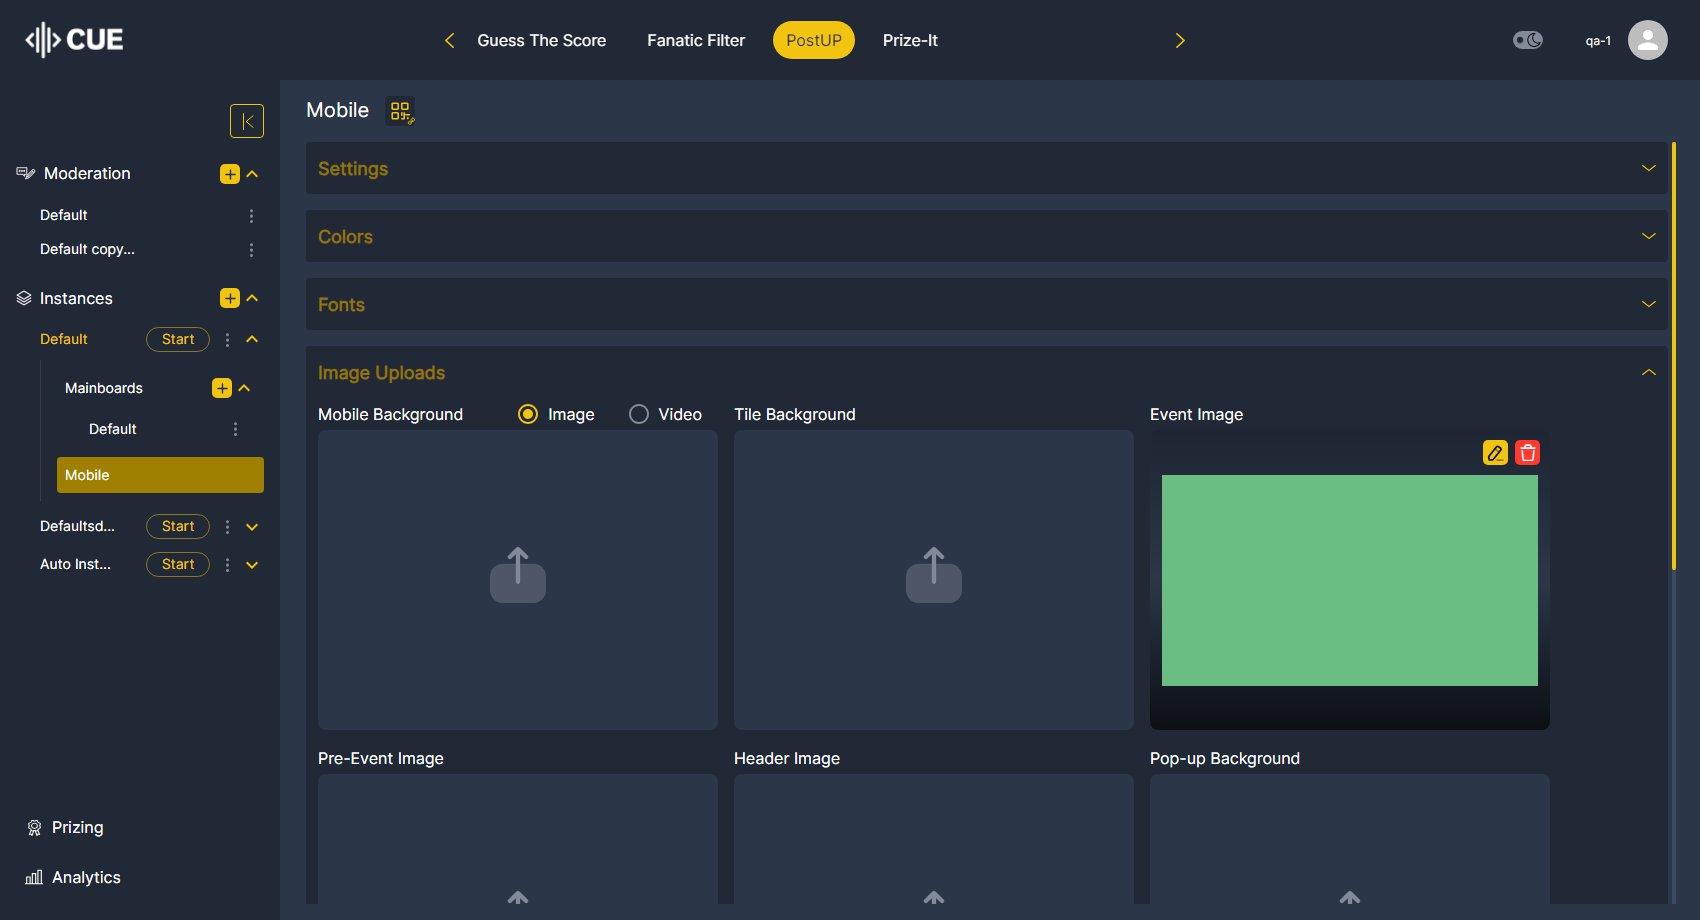 CUE
Guess The Score
Fanatic Filter
PostUP
Prize-It
qa-1
Moderation
Default
Default copy...
Instances
Default
Start
Mainboards
Default
Mobile
Defaultsd...
Start
Auto Inst...
Start
Prizing
Analytics
Mobile
Settings
Colors
Fonts
Image Uploads
Mobile Background
Image
Video
Tile Background
Event Image
Pre-Event Image
Header Image
Pop-up Background